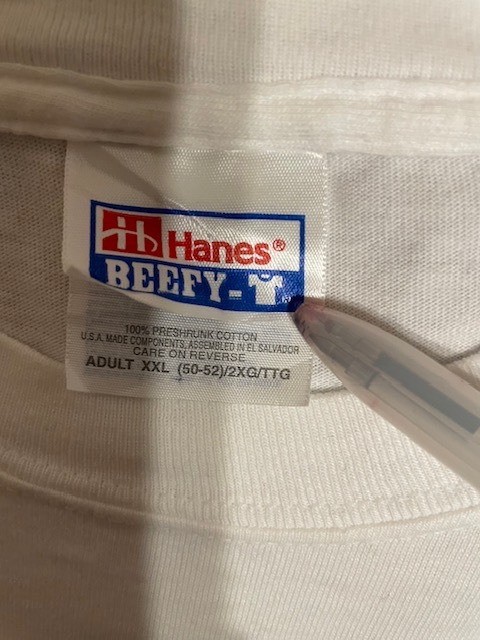 Hanes®
BEEFY-
100% PRESHRUNK COTTON
U.S.A. MADE COMPONENTS, ASSEMBLED IN EL SALVADOR
CARE ON REVERSE
ADULT XXL (50-52)/2XG/TTG